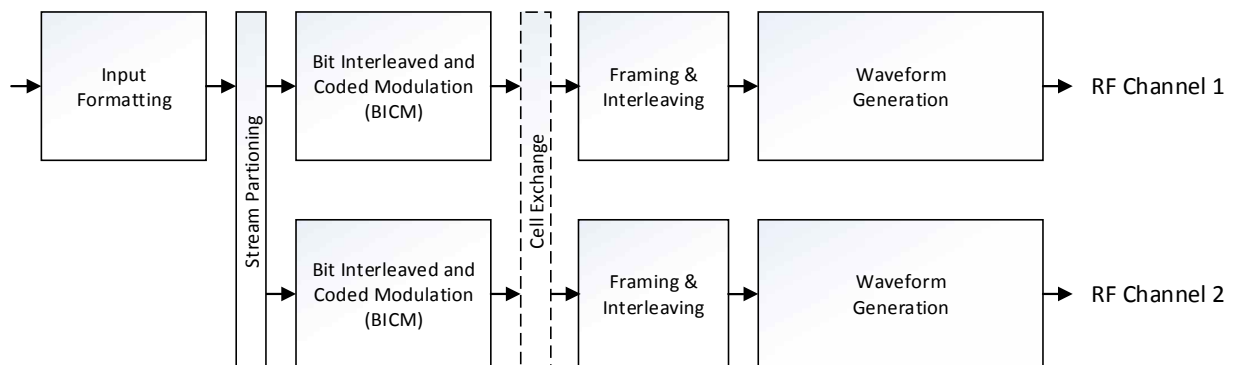 Input
Formatting
Stream Partioning
Bit Interleaved and
Coded Modulation
(BICM)
Cell Exchange
Framing &
Interleaving
Waveform
Generation
RF Channel 1
Bit Interleaved and
Coded Modulation
(BICM)
Framing &
Interleaving
Waveform
Generation
RF Channel 2